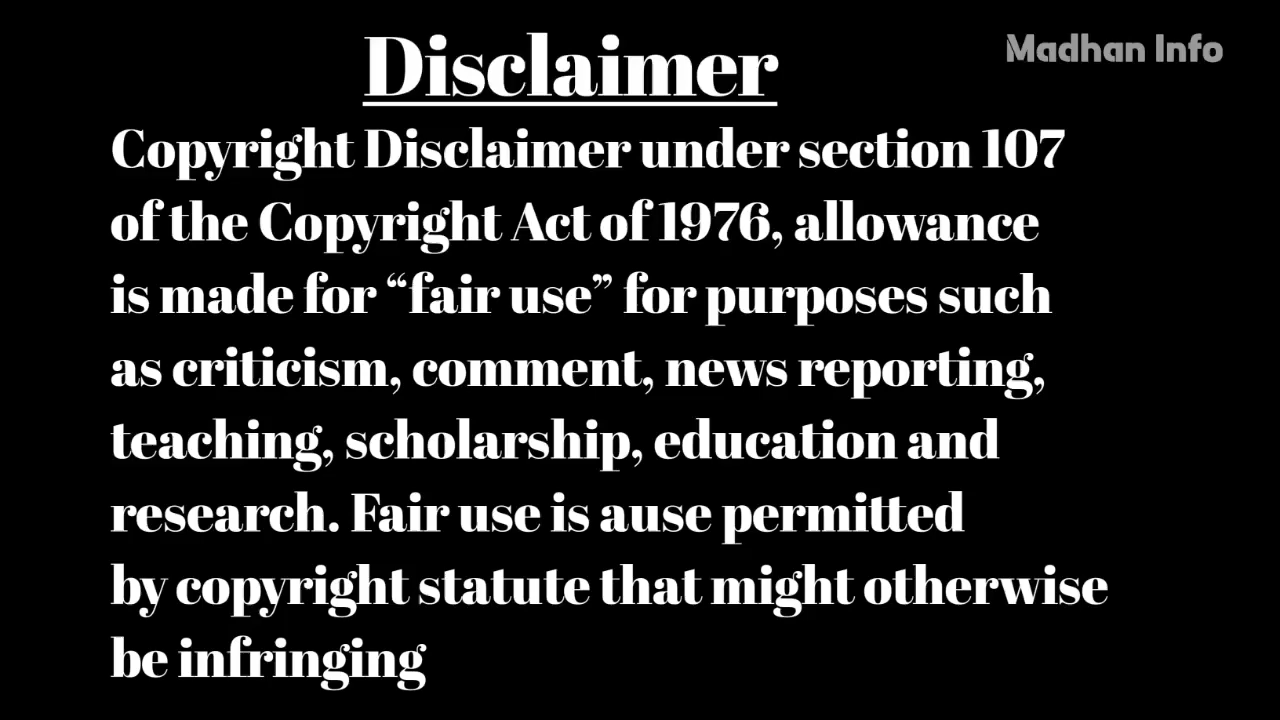 Disclaimer
Madhan Info
Copyright Disclaimer under section 107
of the Copyright Act of 1976, allowance
is made for “fair use” for purposes such
as criticism, comment, news reporting,
teaching, scholarship, education and
research. Fair use is ause permitted
by copyright statute that might otherwise
be infringing